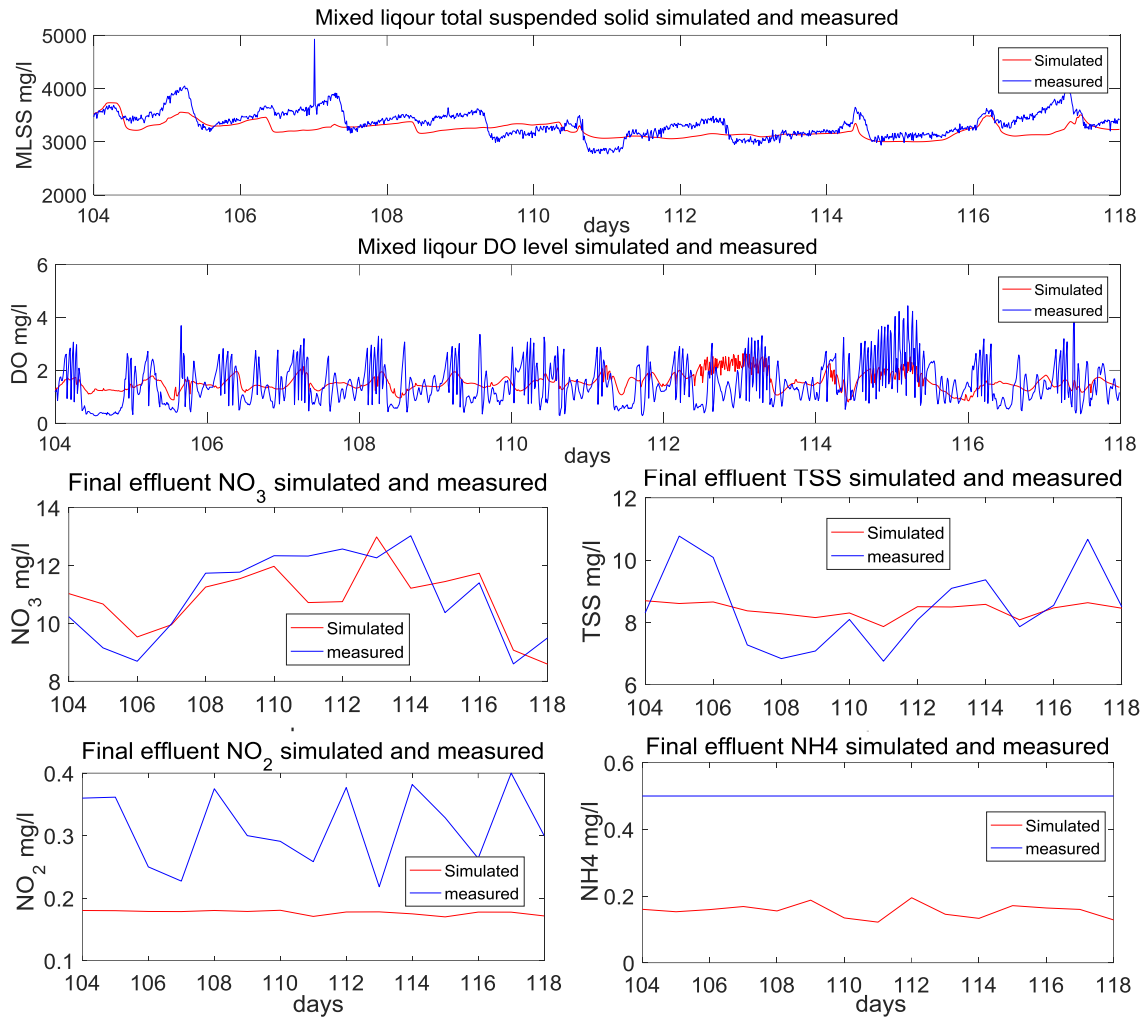 Mixed liqour total suspended solid simulated and measured
5000
4000
3000
2000
MLSS mg/l
Simulated
measured
104 106 108 110 112 114 116 118
days
Mixed liqour DO level simulated and measured
6
4
2
0
DO mg/l
Simulated
measured
104 106 108 110 112 114 116 118
days
Final effluent NO3 simulated and measured
14
12
10
8
NO3 mg/l
Simulated
measured
104 106 108 110 112 114 116 118
Final effluent TSS simulated and measured
12
10
8
6
TSS mg/l
Simulated
measured
104 106 108 110 112 114 116 118
Final effluent NO2 simulated and measured
0.4
0.3
0.2
0.1
NO2 mg/l
Simulated
measured
104 106 108 110 112 114 116 118
days
Final effluent NH4 simulated and measured
0.6
0.4
0.2
0
NH4 mg/l
Simulated
measured
104 106 108 110 112 114 116 118
days